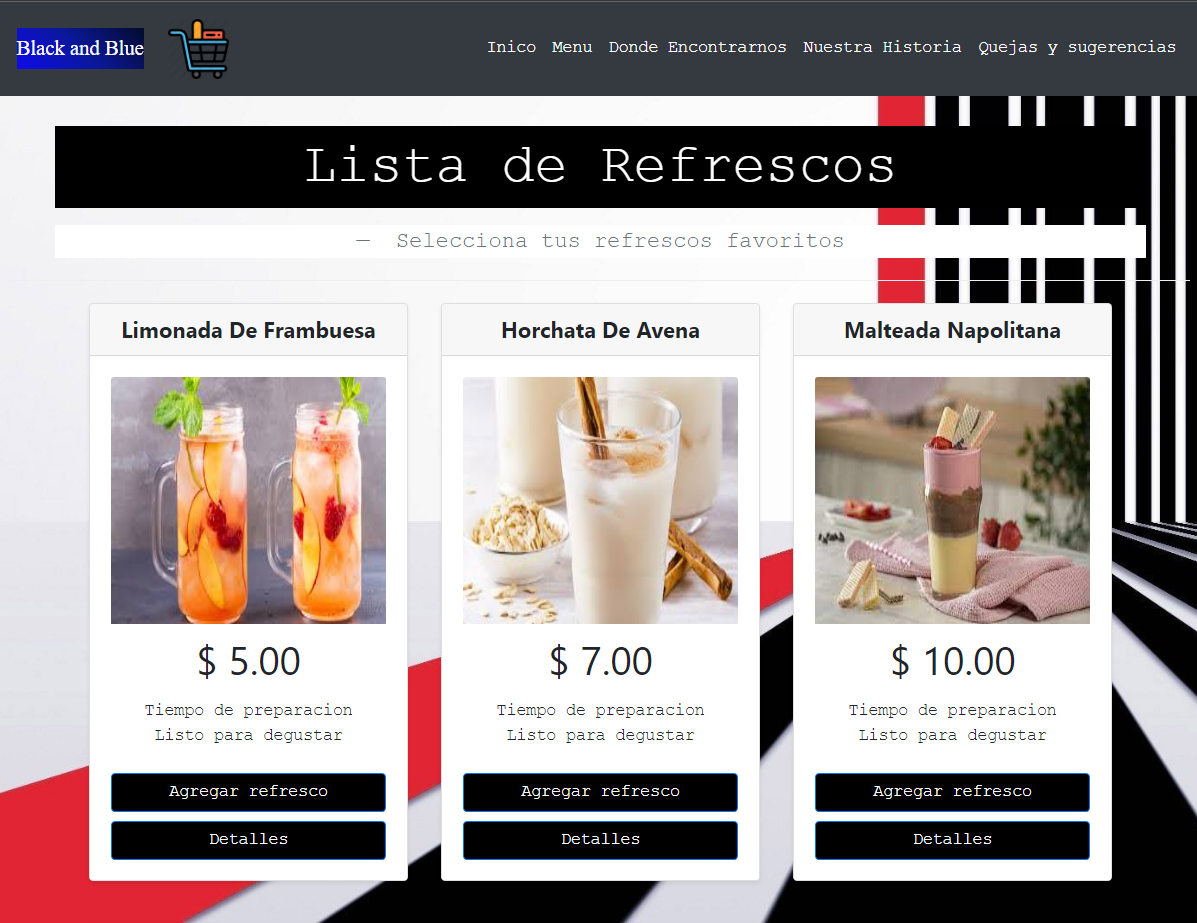 Black and Blue
Inico Menu Donde Encontrarnos Nuestra Historia Quejas y sugerencias
Lista de Refrescos
— Selecciona tus refrescos favoritos
Limonada De Frambuesa
$ 5.00
Tiempo de preparacion
Listo para degustar
Agregar refresco
Detalles
Horchata De Avena
$ 7.00
Tiempo de preparacion
Listo para degustar
Agregar refresco
Detalles
Malteada Napolitana
$ 10.00
Tiempo de preparacion
Listo para degustar
Agregar refresco
Detalles